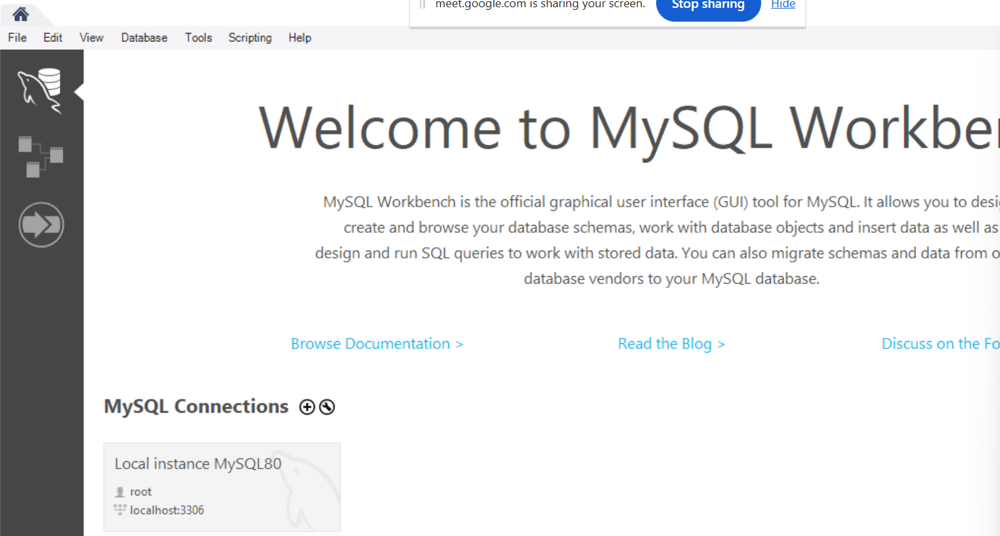 meet.google.com is sharing your screen. Stop sharing Hide
File Edit View Database Tools Scripting Help
Welcome to MySQL Workben
MySQL Workbench is the official graphical user interface (GUI) tool for MySQL. It allows you to desi
create and browse your database schemas, work with database objects and insert data as well as
design and run SQL queries to work with stored data. You can also migrate schemas and data from o
database vendors to your MySQL database.
Browse Documentation > Read the Blog > Discuss on the Fo
MySQL Connections
Local instance MySQL80
root
localhost:3306